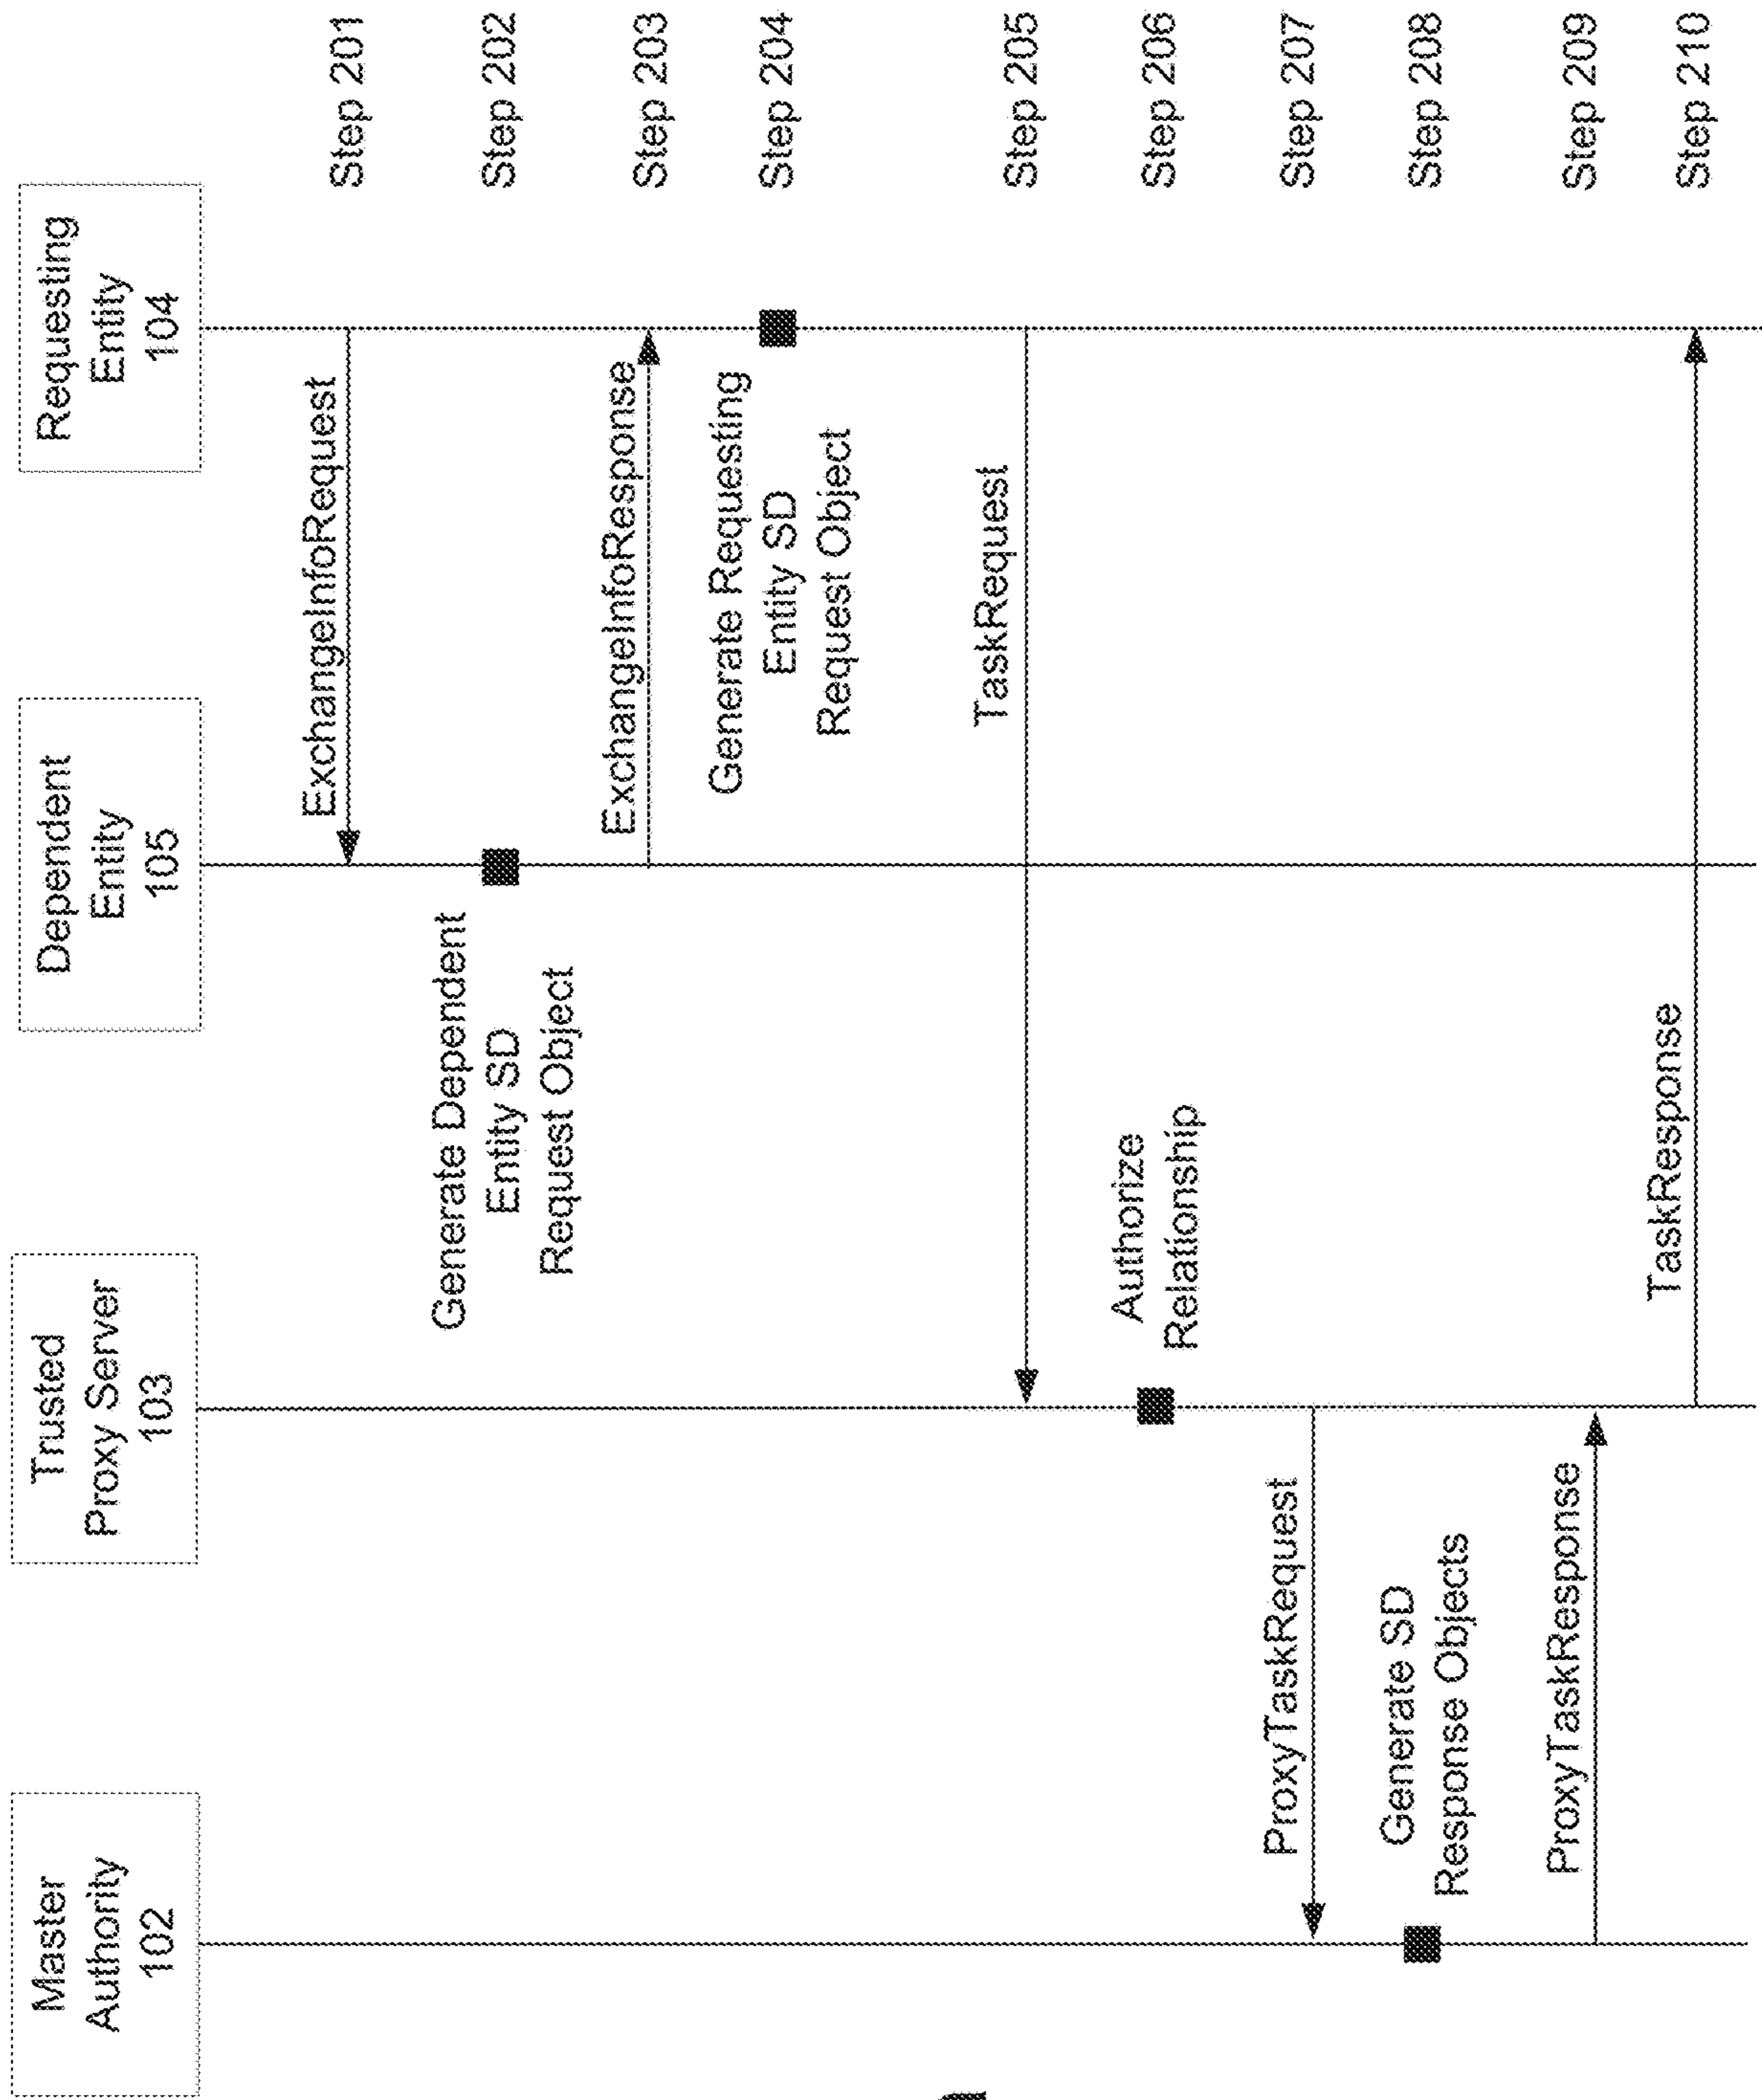 Master
Authority
102
Trusted
Proxy Server
103
Dependent
Entity
105
Requesting
Entity
104
ExchangeInfoRequest
Step 201
Generate Dependent
Entity SD
Request Object
Step 202
ExchangeInfoResponse
Step 203
Generate Requesting
Entity SD
Request Object
Step 204
TaskRequest
Step 205
Authorize
Relationship
Step 206
ProxyTaskRequest
Step 207
Generate SD
Response Objects
Step 208
ProxyTaskResponse
Step 209
TaskResponse
Step 210